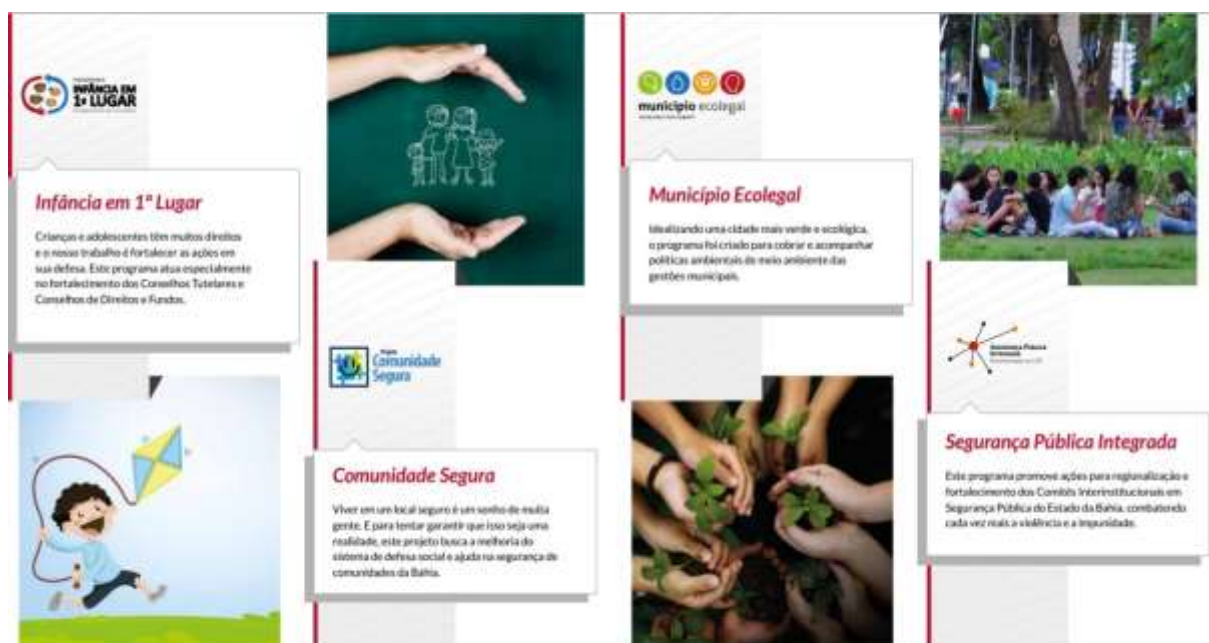 INFÂNCIA EM
1º LUGAR
Infância em 1º Lugar
Crianças e adolescentes têm muitos direitos
e o nosso trabalho é fortalecer as ações em
sua defesa. Este programa atua especialmente
no fortalecimento dos Conselhos Tutelares e
Conselhos de Direitos e Fundos.
Comunidade
Segura
Comunidade Segura
Viver em um local seguro é um sonho de muita
gente. E para tentar garantir que isso seja uma
realidade, este projeto busca a melhoria do
sistema de defesa social e ajuda na segurança de
comunidades da Bahia.
município ecolegal
Município Ecolegal
Idealizando uma cidade mais verde e ecológica,
o programa foi criado para cobrar e acompanhar
políticas ambientais de meio ambiente das
gestões municipais.
Segurança Pública
Integrada
Segurança Pública Integrada
Este programa promove ações para regionalização e
fortalecimento dos Comitês Interinstitucionais em
Segurança Pública do Estado da Bahia, combatendo
cada vez mais a violência e a impunidade.